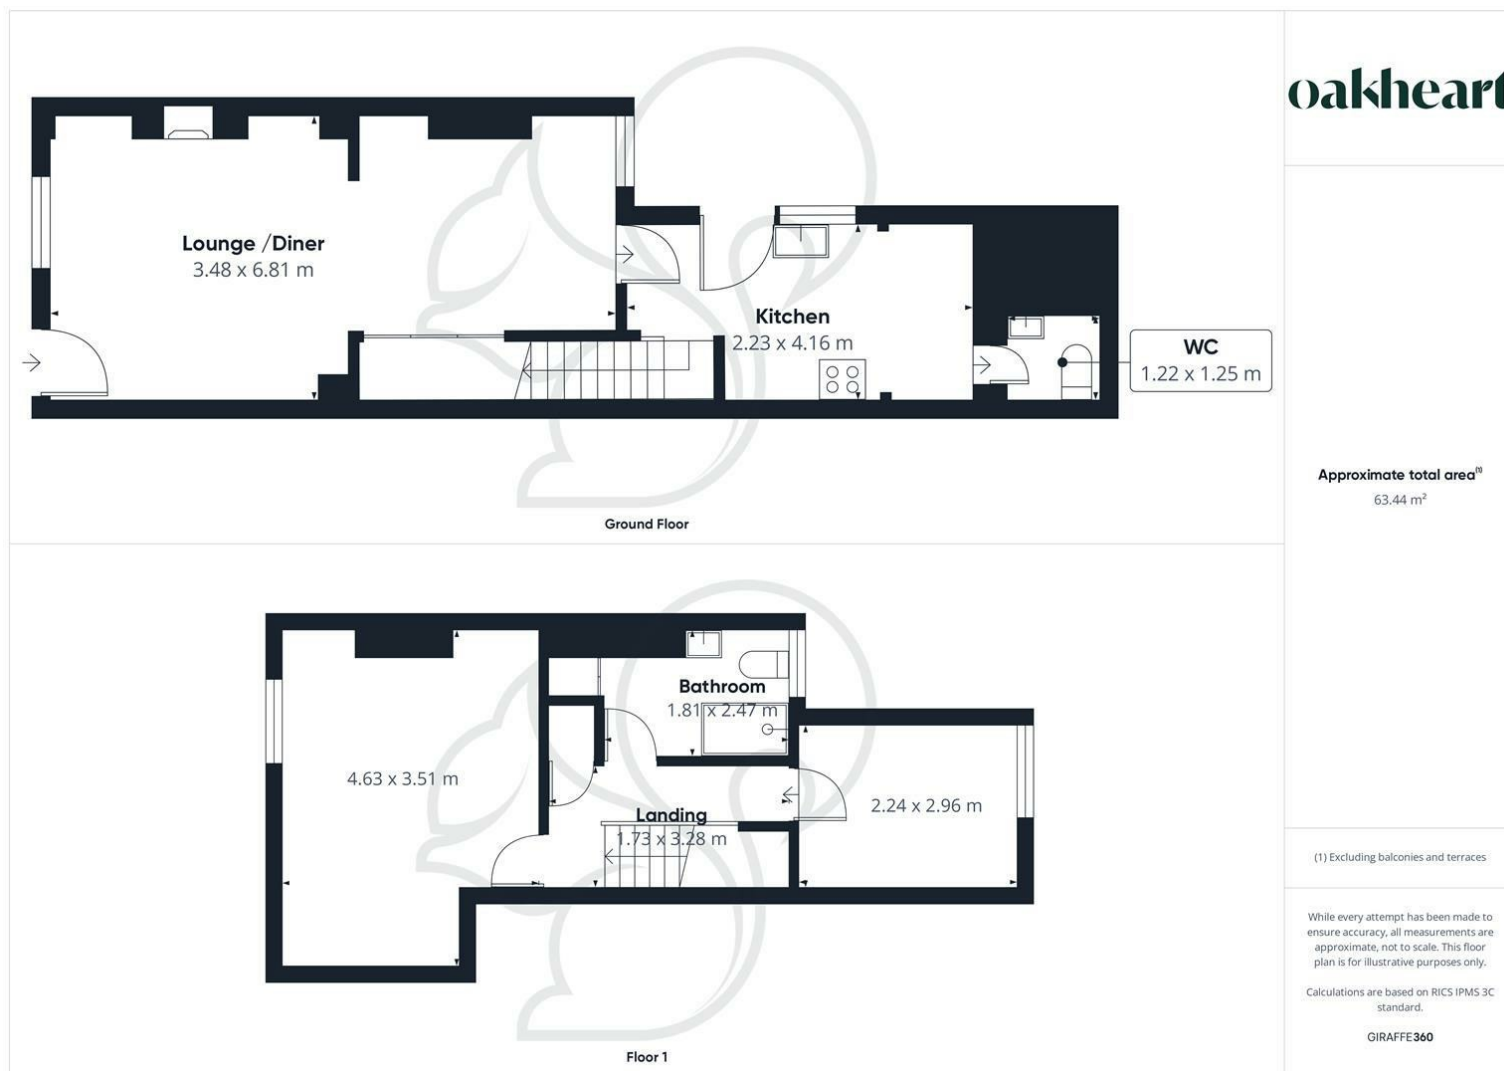 Lounge /Diner
3.48 x 6.81 m
Kitchen
2.23 x 4.16 m
WC
1.22 x 1.25 m
Ground Floor
Bathroom
1.81 x 2.47 m
4.63 x 3.51 m
Landing
1.73 x 3.28 m
2.24 x 2.96 m
Floor 1
oakheart
Approximate total area(1)
63.44 m²
(1) Excluding balconies and terraces
While every attempt has been made to
ensure accuracy, all measurements are
approximate, not to scale. This floor
plan is for illustrative purposes only.
Calculations are based on RICS IPMS 3C
standard.
GIRAFFE360